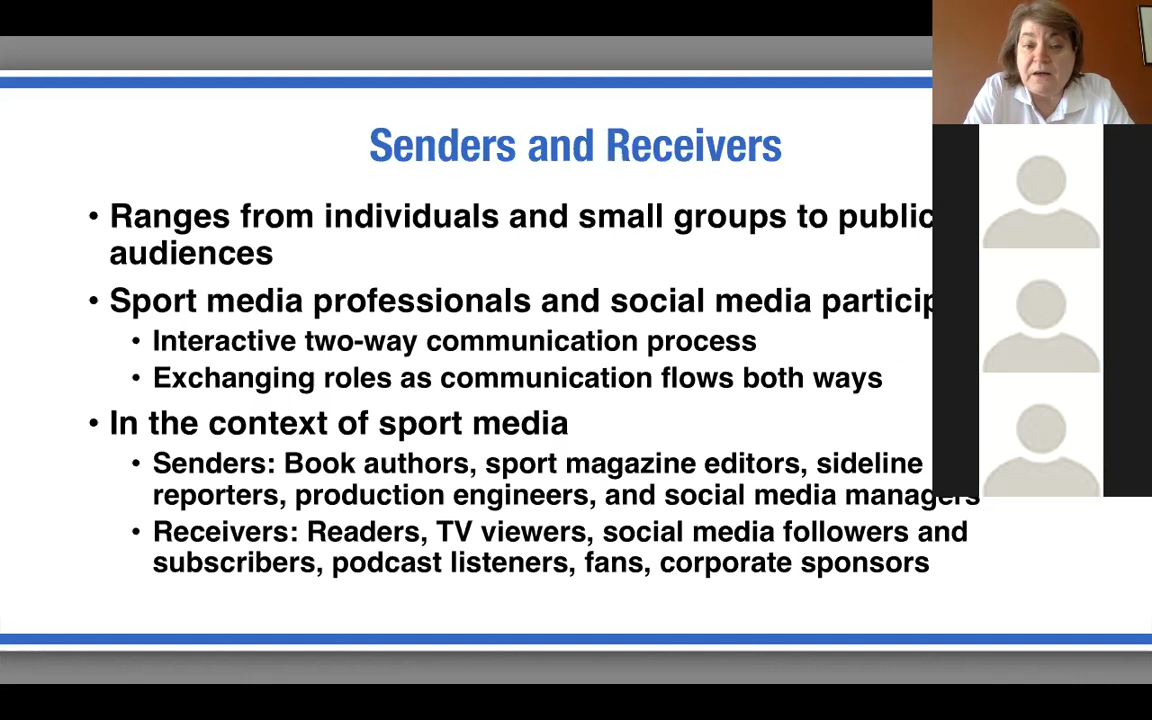 Senders and Receivers
• Ranges from individuals and small groups to public
audiences
• Sport media professionals and social media
• Interactive two-way communication process
• Exchanging roles as communication flows both ways
• In the context of sport media
• Senders: Book authors, sport magazine editors, sideline
reporters, production engineers, and social media managers
• Receivers: Readers, TV viewers, social media followers and
subscribers, podcast listeners, fans, corporate sponsors